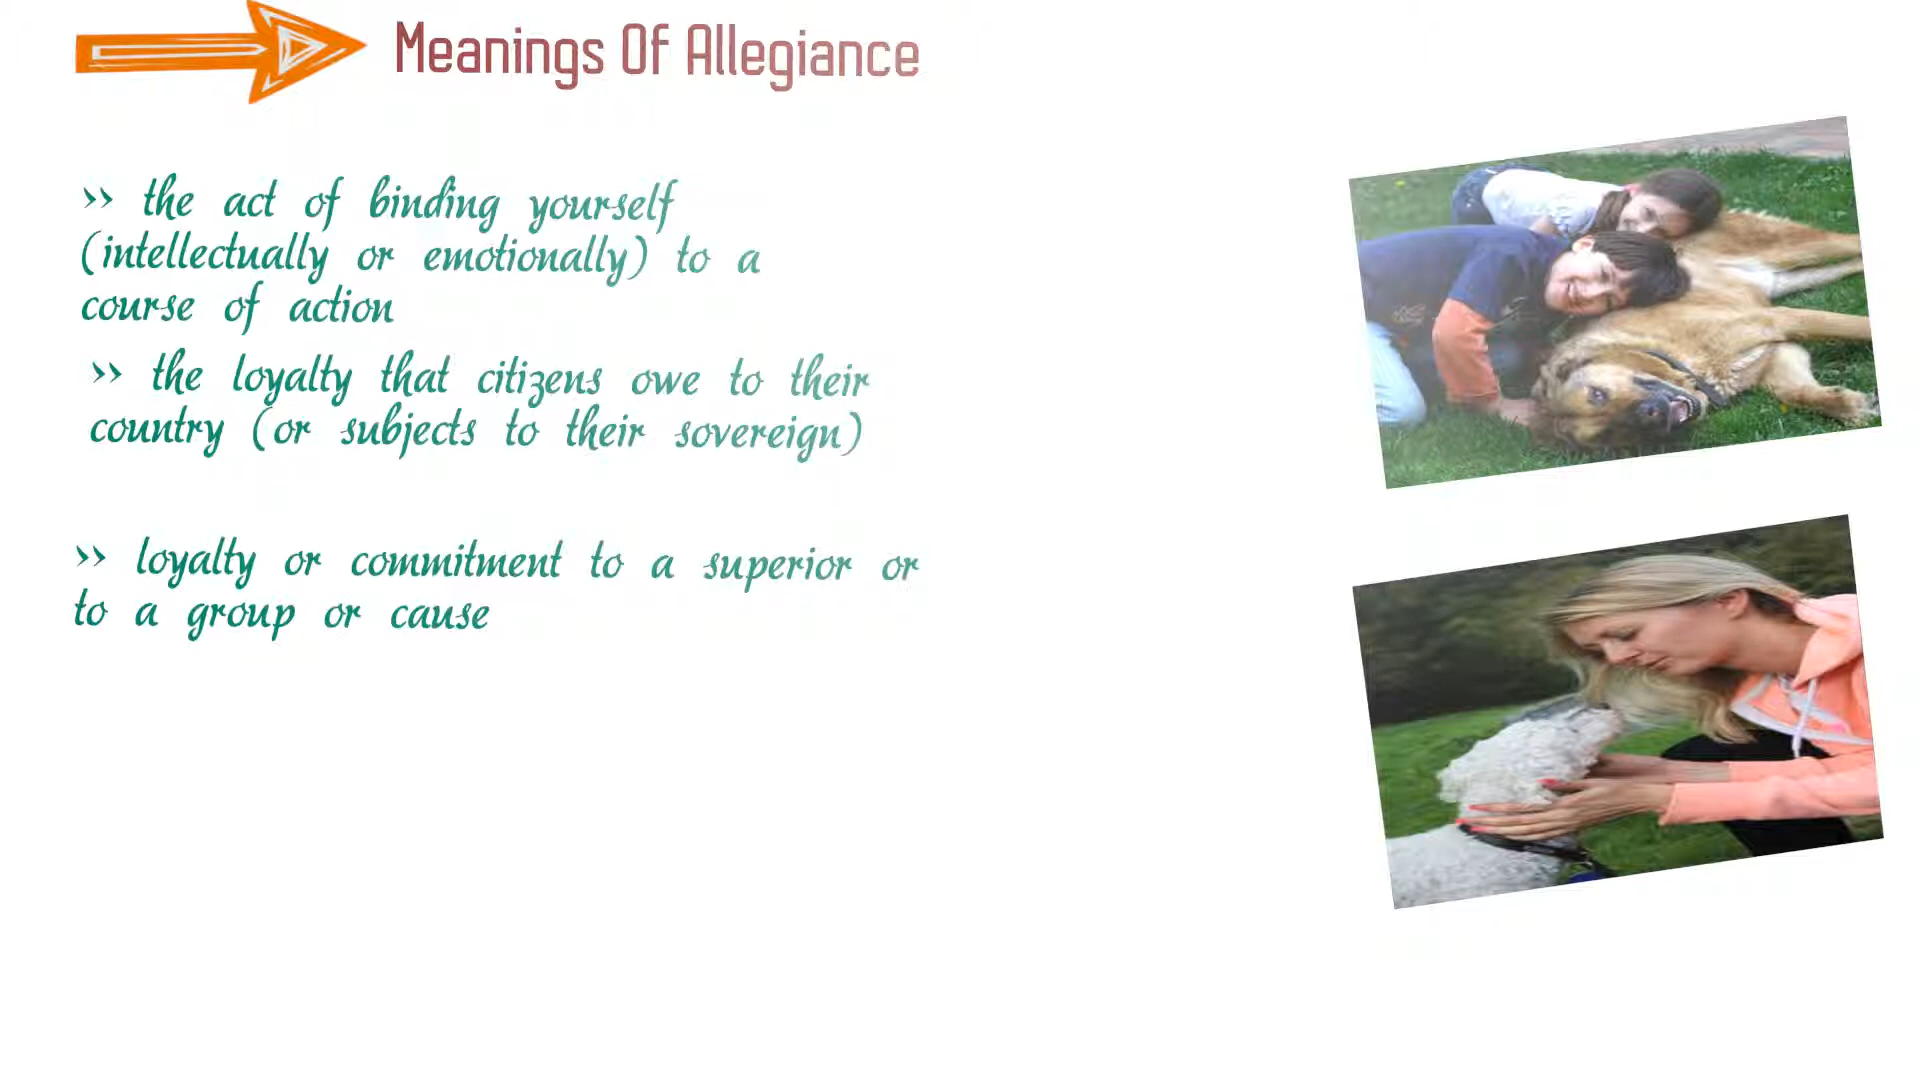 Meanings Of Allegiance
>> the act of binding yourself
(intellectually or emotionally) to a
course of action
>> the loyalty that citizens owe to their
country (or subjects to their sovereign)
>> loyalty or commitment to a superior or
to a group or cause